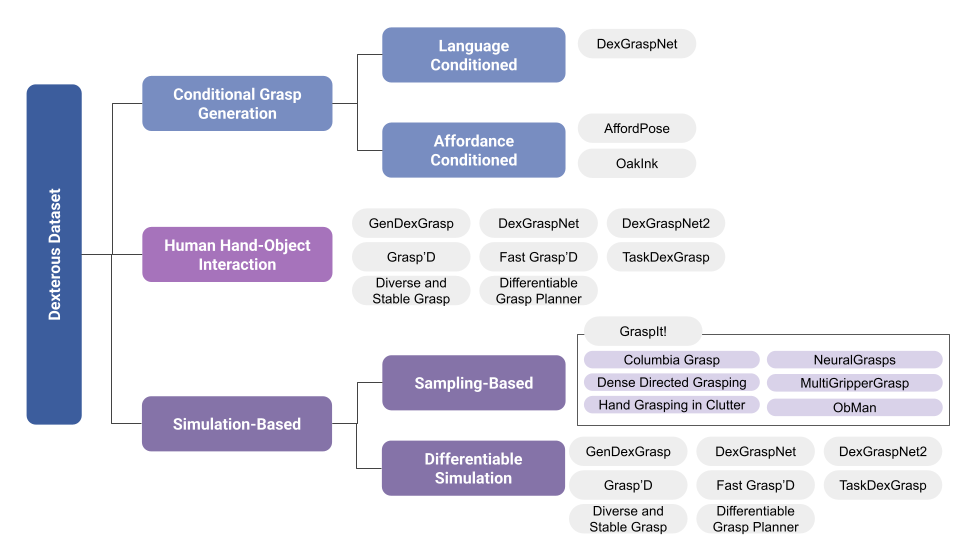 Dexterous Dataset
Conditional Grasp
Generation
Language
Conditioned
DexGraspNet
Affordance
Conditioned
AffordPose
OakInk
Human Hand-Object
Interaction
GenDexGrasp
DexGraspNet
DexGraspNet2
Grasp'D
Fast Grasp'D
TaskDexGrasp
Diverse and
Stable Grasp
Differentiable
Grasp Planner
Simulation-Based
Sampling-Based
GraspIt!
Columbia Grasp
NeuralGrasps
Dense Directed Grasping
MultiGripperGrasp
Hand Grasping in Clutter
ObMan
Differentiable
Simulation
GenDexGrasp
DexGraspNet
DexGraspNet2
Grasp'D
Fast Grasp'D
TaskDexGrasp
Diverse and
Stable Grasp
Differentiable
Grasp Planner